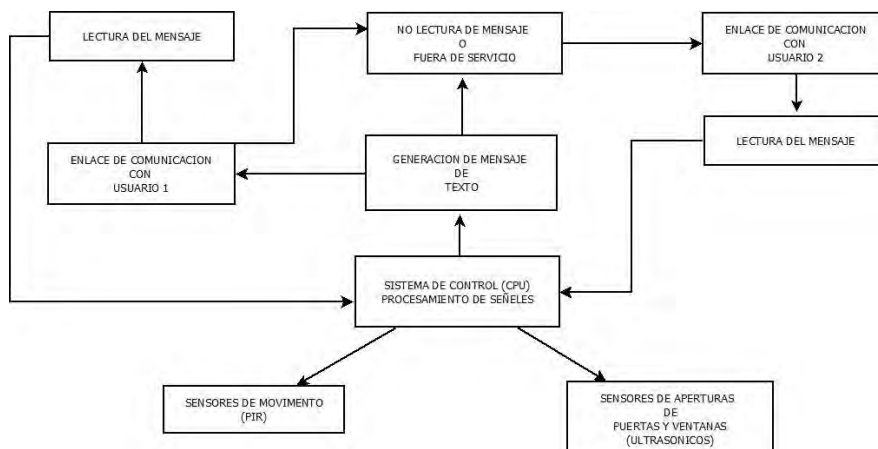 LECTURA DEL MENSAJE
NO LECTURA DE MENSAJE
O
FUERA DE SERVICIO
ENLACE DE COMUNICACION
CON
USUARIO 2
ENLACE DE COMUNICACION
CON
USUARIO 1
GENERACION DE MENSAJE
DE
TEXTO
LECTURA DEL MENSAJE
SISTEMA DE CONTROL (CPU)
PROCESAMIENTO DE SEÑELES
SENSORES DE MOVIMENTO
(PIR)
SENSORES DE APERTURAS
DE
PUERTAS Y VENTANAS
(ULTRASONICOS)